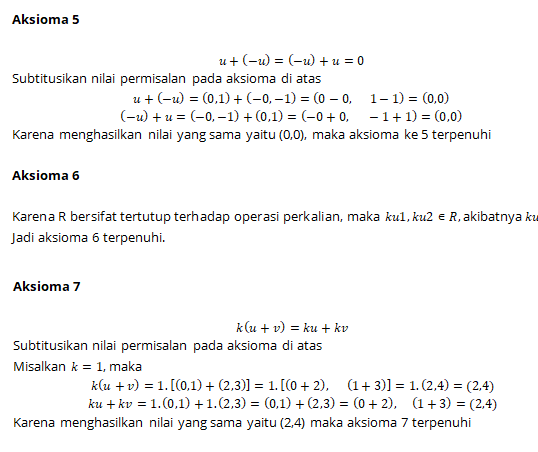 Aksioma 5
u + (−u) = (−u) + u = 0
Subtitusikan nilai permisalan pada aksioma di atas
u + (−u) = (0,1) + (−0, −1) = (0 − 0, 1 − 1) = (0,0)
(−u) + u = (−0, −1) + (0,1) = (−0 + 0, − 1 + 1) = (0,0)
Karena menghasilkan nilai yang sama yaitu (0,0), maka aksioma ke 5 terpenuhi
Aksioma 6
Karena R bersifat tertutup terhadap operasi perkalian, maka ku1, ku2 ∈ R, akibatnya ku
Jadi aksioma 6 terpenuhi.
Aksioma 7
k(u + v) = ku + kv
Subtitusikan nilai permisalan pada aksioma di atas
Misalkan k = 1, maka
k(u + v) = 1. [(0,1) + (2,3)] = 1. [(0 + 2), (1 + 3)] = 1. (2,4) = (2,4)
ku + kv = 1. (0,1) + 1. (2,3) = (0,1) + (2,3) = (0 + 2), (1 + 3) = (2,4)
Karena menghasilkan nilai yang sama yaitu (2,4) maka aksioma 7 terpenuhi